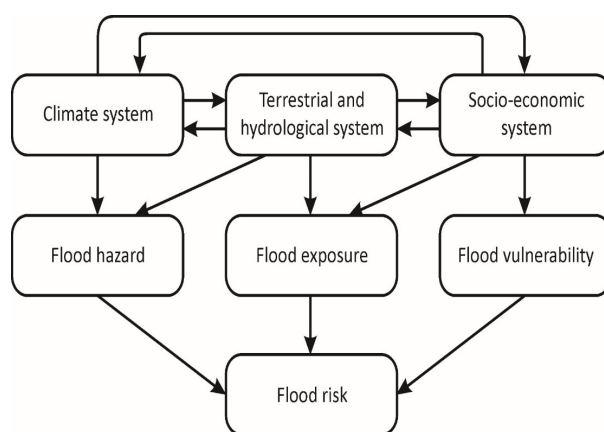 Climate system
Terrestrial and
hydrological system
Socio-economic
system
Flood hazard
Flood exposure
Flood vulnerability
Flood risk